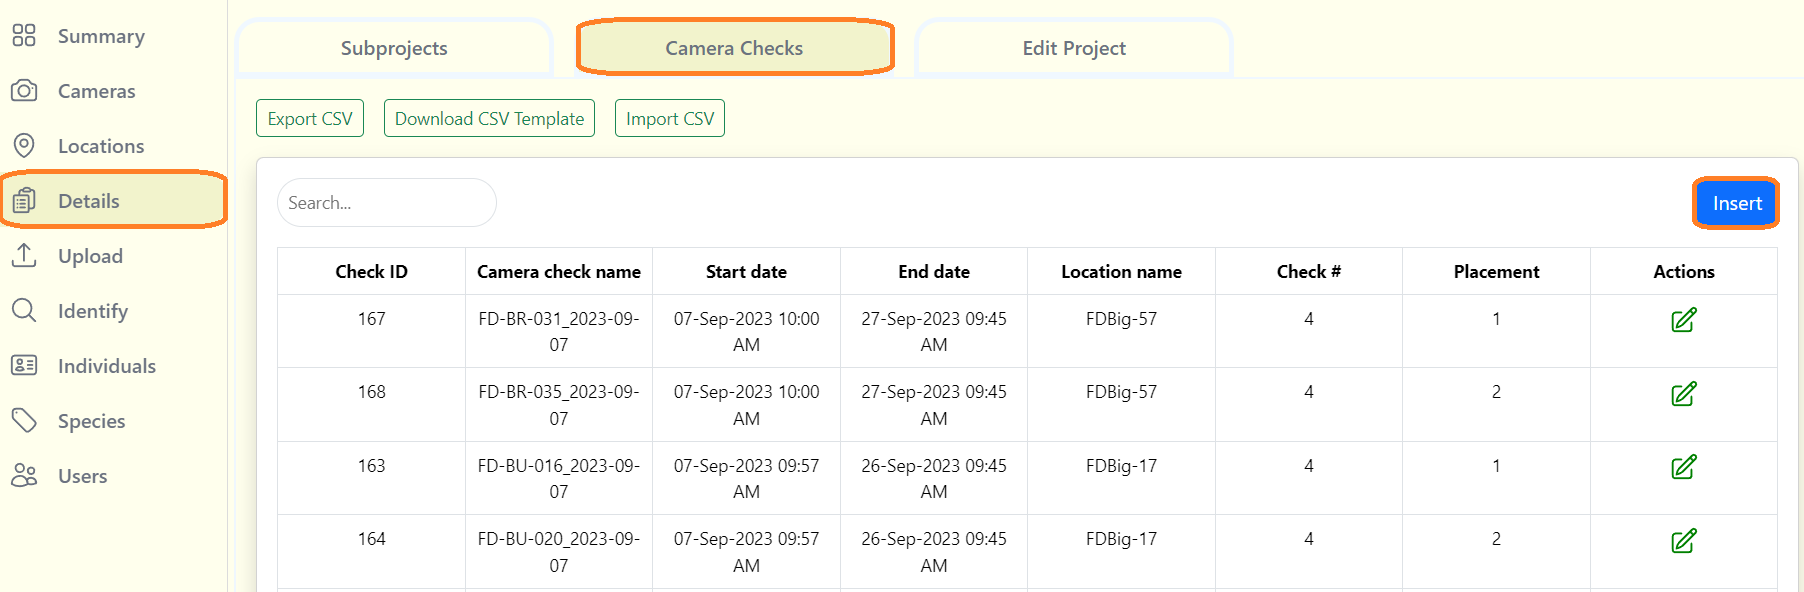 Summary
Cameras
Locations
Details
Upload
Identify
Individuals
Species
Users
Subprojects
Camera Checks
Edit Project
Export CSV
Download CSV Template
Import CSV
Search...
Insert
Check ID
Camera check name
Start date
End date
Location name
Check #
Placement
Actions
167
FD-BR-031_2023-09-
07
07-Sep-2023 10:00
AM
27-Sep-2023 09:45
AM
FDBig-57
4
1
168
FD-BR-035_2023-09-
07
07-Sep-2023 10:00
AM
27-Sep-2023 09:45
AM
FDBig-57
4
2
163
FD-BU-016_2023-09-
07
07-Sep-2023 09:57
AM
26-Sep-2023 09:45
AM
FDBig-17
4
1
164
FD-BU-020_2023-09-
07
07-Sep-2023 09:57
AM
26-Sep-2023 09:45
AM
FDBig-17
4
2